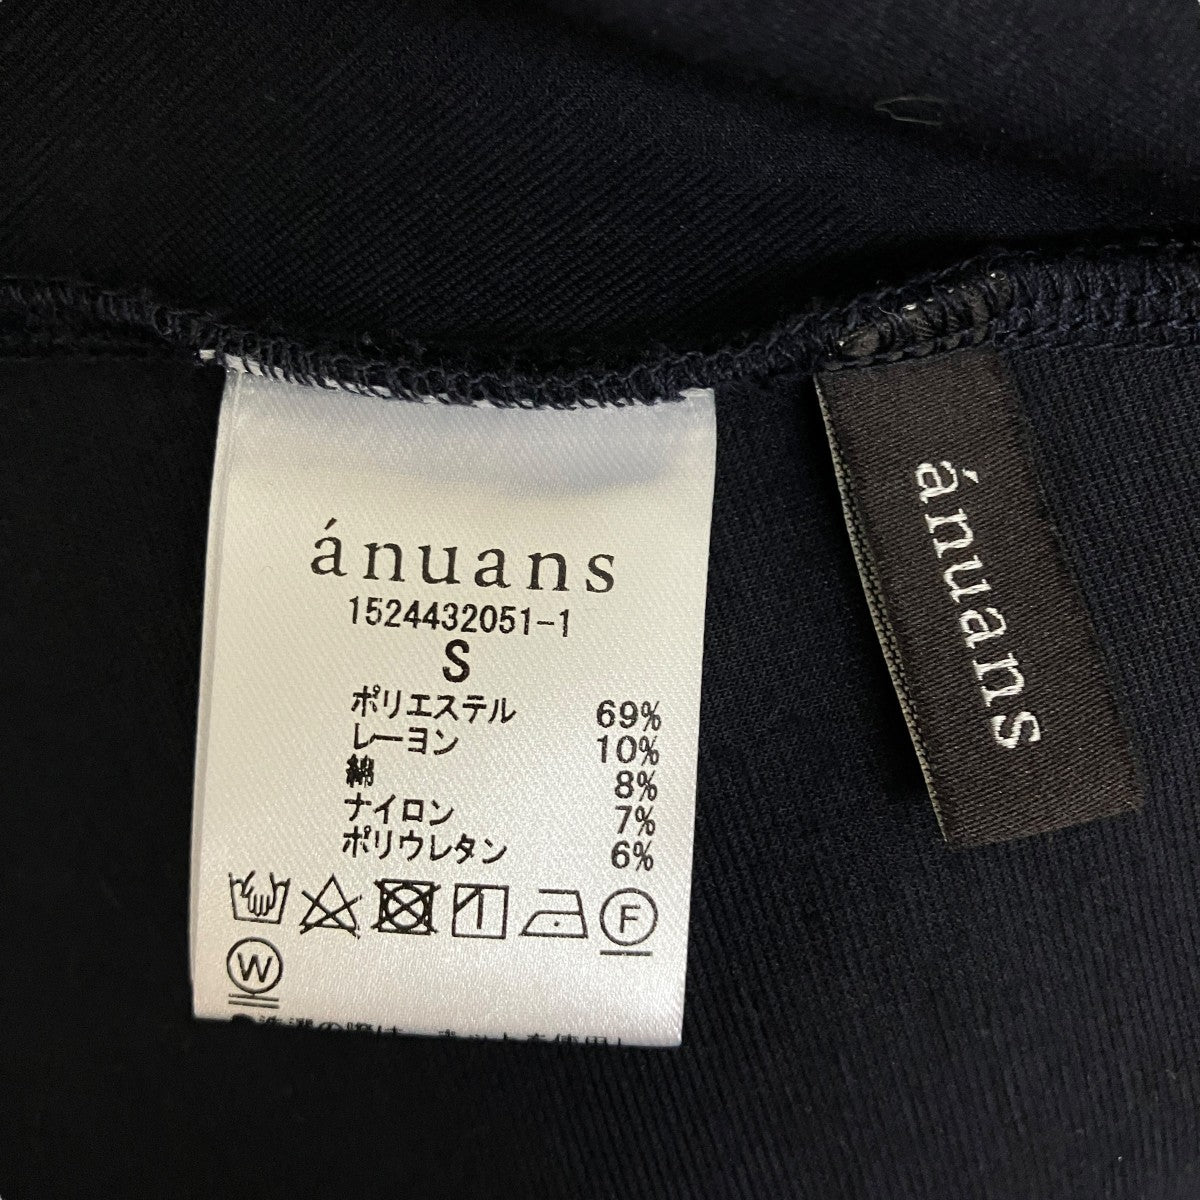 ánuans
1524432051-1
S
ポリエステル 69%
レーヨン 10%
綿 8%
ナイロン 7%
ポリウレタン 6%
F
W
ánuans